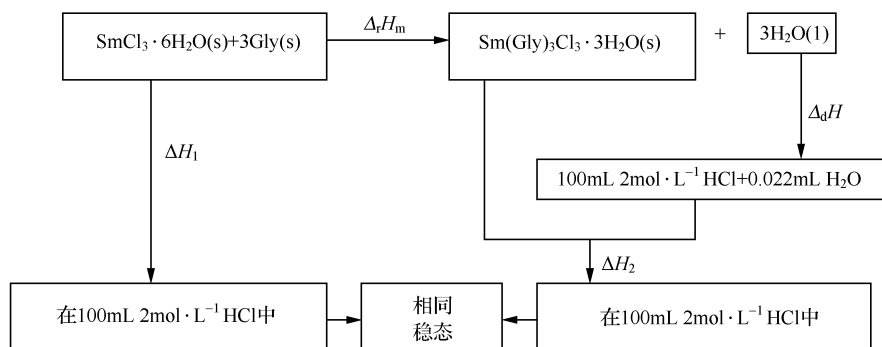 SmCl₃·6H₂O(s)+3Gly(s)
ΔᵣHₘ
Sm(Gly)₃Cl₃·3H₂O(s)
+
3H₂O(1)
ΔH₁
Δ_dH
100mL 2mol·L⁻¹ HCl+0.022mL H₂O
ΔH₂
在100mL 2mol·L⁻¹HCl中
相同
稳态
在100mL 2mol·L⁻¹HCl中